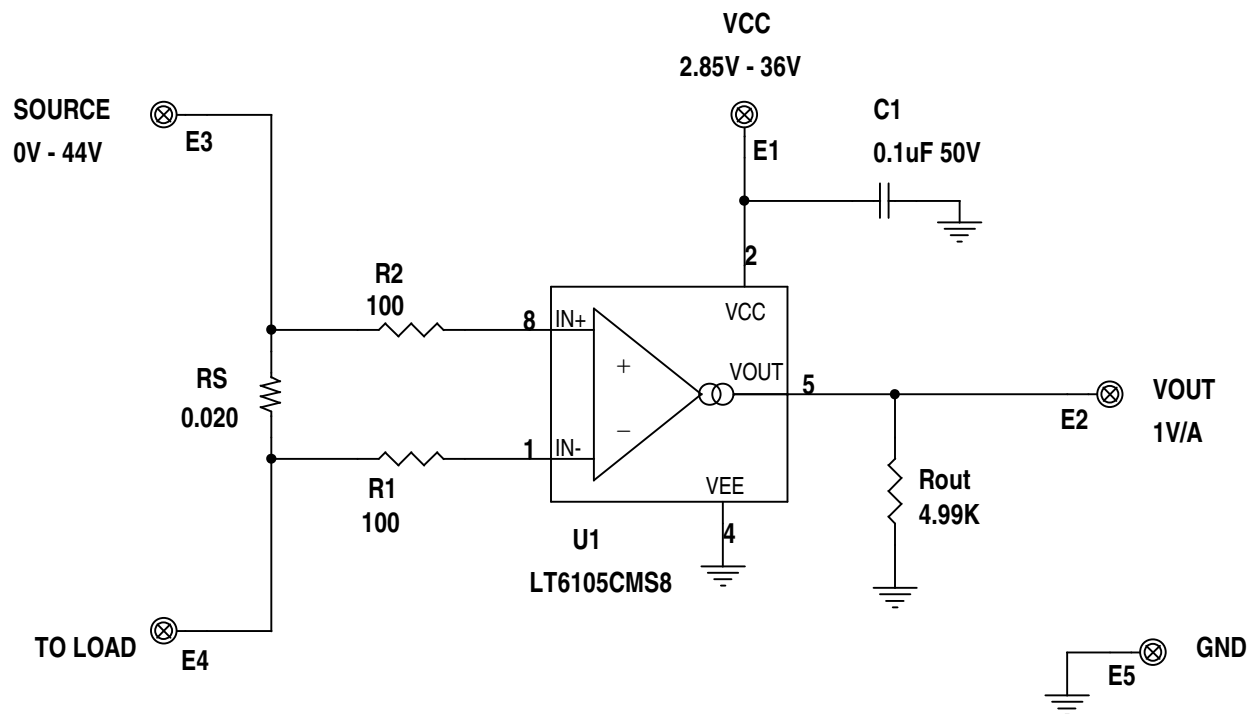 VCC
2.85V - 36V
SOURCE
0V - 44V
E3
E1
C1
0.1uF 50V
2
R2
100
8
IN+
VCC
+
VOUT
5
RS
0.020
E2
VOUT
1V/A
−
1
IN-
R1
100
VEE
Rout
4.99K
U1
4
LT6105CMS8
TO LOAD
E4
E5
GND